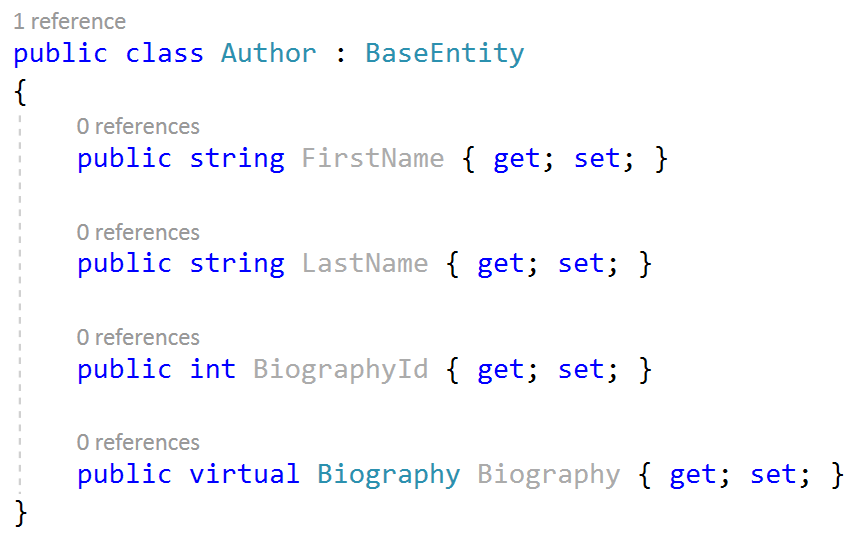 1 reference
public class Author : BaseEntity
{
0 references
public string FirstName { get; set; }
0 references
public string LastName { get; set; }
0 references
public int BiographyId { get; set; }
0 references
public virtual Biography Biography { get; set; }
}